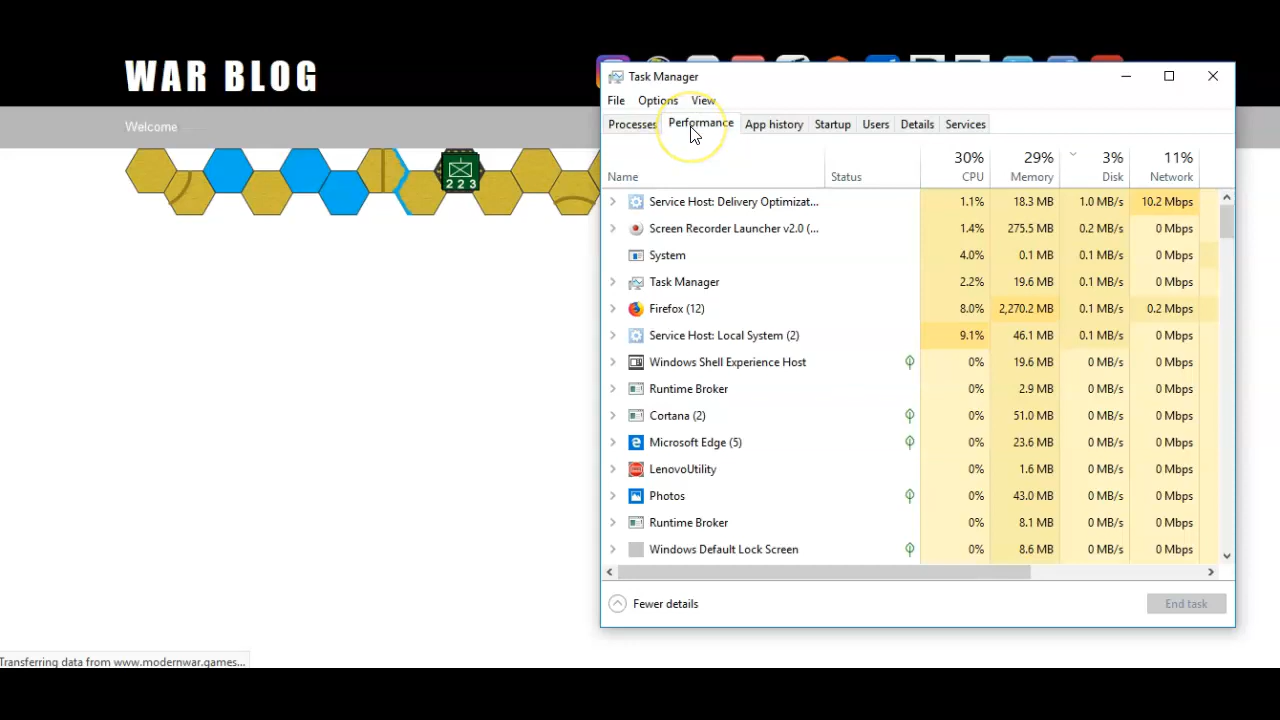 WAR BLOG
Welcome
2 2 3
Transferring data from www.modernwar.games...
Task Manager
File Options View
Processes Performance App history Startup Users Details Services
30% 29% 3% 11%
Name Status CPU Memory Disk Network
Service Host: Delivery Optimizat... 1.1% 18.3 MB 1.0 MB/s 10.2 Mbps
Screen Recorder Launcher v2.0 (... 1.4% 275.5 MB 0.2 MB/s 0 Mbps
System 4.0% 0.1 MB 0.1 MB/s 0 Mbps
Task Manager 2.2% 19.6 MB 0.1 MB/s 0 Mbps
Firefox (12) 8.0% 2,270.2 MB 0.1 MB/s 0.2 Mbps
Service Host: Local System (2) 9.1% 46.1 MB 0.1 MB/s 0 Mbps
Windows Shell Experience Host 0% 19.6 MB 0 MB/s 0 Mbps
Runtime Broker 0% 2.9 MB 0 MB/s 0 Mbps
Cortana (2) 0% 51.0 MB 0 MB/s 0 Mbps
Microsoft Edge (5) 0% 23.6 MB 0 MB/s 0 Mbps
LenovoUtility 0% 1.6 MB 0 MB/s 0 Mbps
Photos 0% 43.0 MB 0 MB/s 0 Mbps
Runtime Broker 0% 8.1 MB 0 MB/s 0 Mbps
Windows Default Lock Screen 0% 8.6 MB 0 MB/s 0 Mbps
Fewer details End task